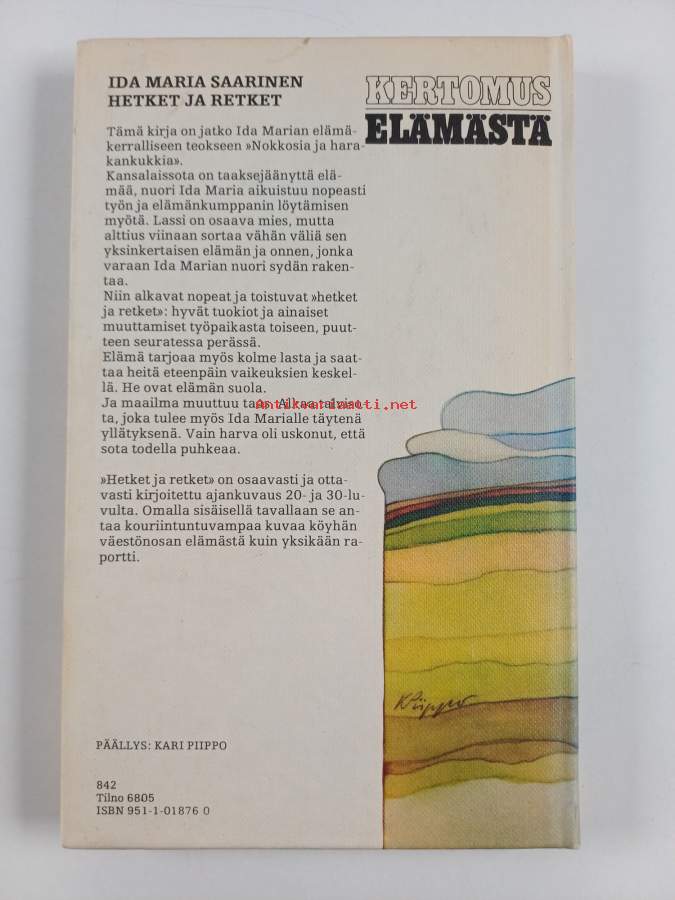 IDA MARIA SAARINEN
HETKET JA RETKET
KERTOMUS
ELÄMÄSTÄ
Tämä kirja on jatko Ida Marian elämä-
kerralliseen teokseen »Nokkosia ja hara-
kankukkia».
Kansalaissota on taaksejäänyttä elä-
mää, nuori Ida Maria aikuistuu nopeasti
työn ja elämänkumppanin löytämisen
myötä. Lassi on osaava mies, mutta
alttius viinaan sortaa vähän väliä sen
yksinkertaisen elämän ja onnen, jonka
varaan Ida Marian nuori sydän raken-
taa.
Niin alkavat nopeat ja toistuvat »hetket
ja retket»: hyvät tuokiot ja ainaiset
muuttamiset työpaikasta toiseen, puut-
teen seuratessa perässä.
Elämä tarjoaa myös kolme lasta ja saat-
taa heitä eteenpäin vaikeuksien keskel-
lä. He ovat elämän suola.
Ja maailma muuttuu taas. Alkaa talviso-
ta, joka tulee myös Ida Marialle täytenä
yllätyksenä. Vain harva oli uskonut, että
sota todella puhkeaa.
»Hetket ja retket» on osaavasti ja otta-
vasti kirjoitettu ajankuvaus 20- ja 30-lu-
vulta. Omalla sisäisellä tavallaan se an-
taa kouriintuntuvampaa kuvaa köyhän
väestönosan elämästä kuin yksikään ra-
portti.
Antikvariaatti.net
KPiippo
PÄÄLLYS: KARI PIIPPO
842
Tilno 6805
ISBN 951-1-01876 0